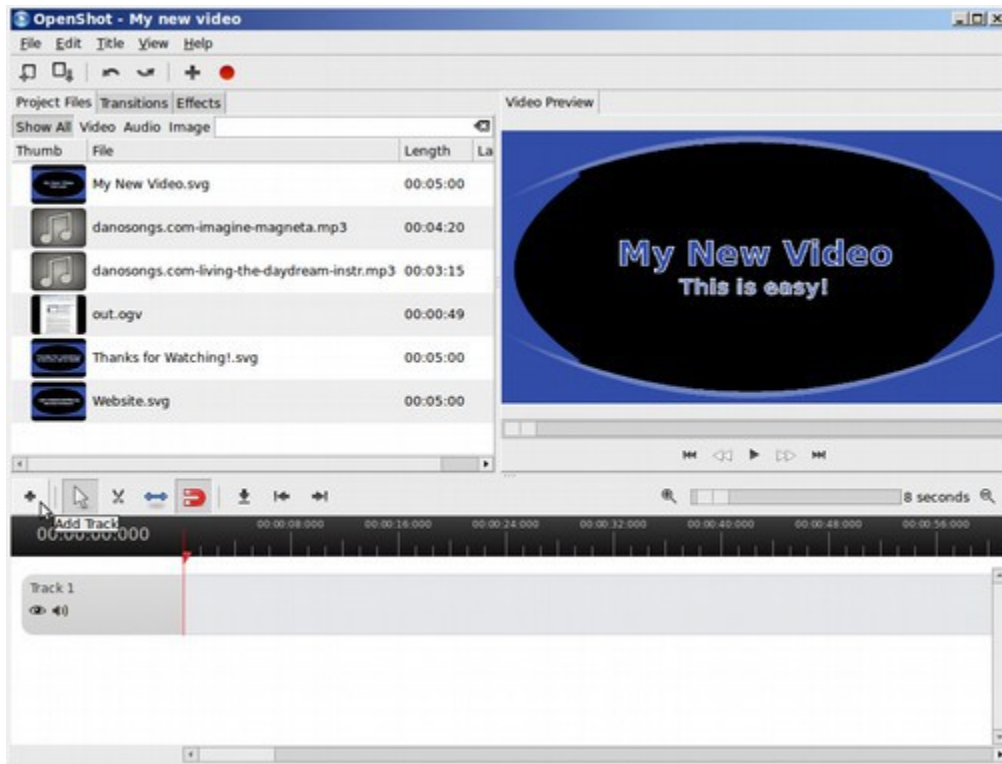 OpenShot - My new video
File Edit Title View Help
Project Files Transitions Effects
Video Preview
Show All Video Audio Image
Thumb File Length La
My New Video.svg 00:05:00
danosongs.com-imagine-magneta.mp3 00:04:20
danosongs.com-living-the-daydream-instr.mp3 00:03:15
out.ogv 00:00:49
Thanks for Watching!.svg 00:05:00
Website.svg 00:05:00
My New Video
This is easy!
8 seconds
Add Track
00:00:00:000 00:00:08:000 00:00:16:000 00:00:24:000 00:00:32:000 00:00:40:000 00:00:48:000 00:00:56:000
Track 1